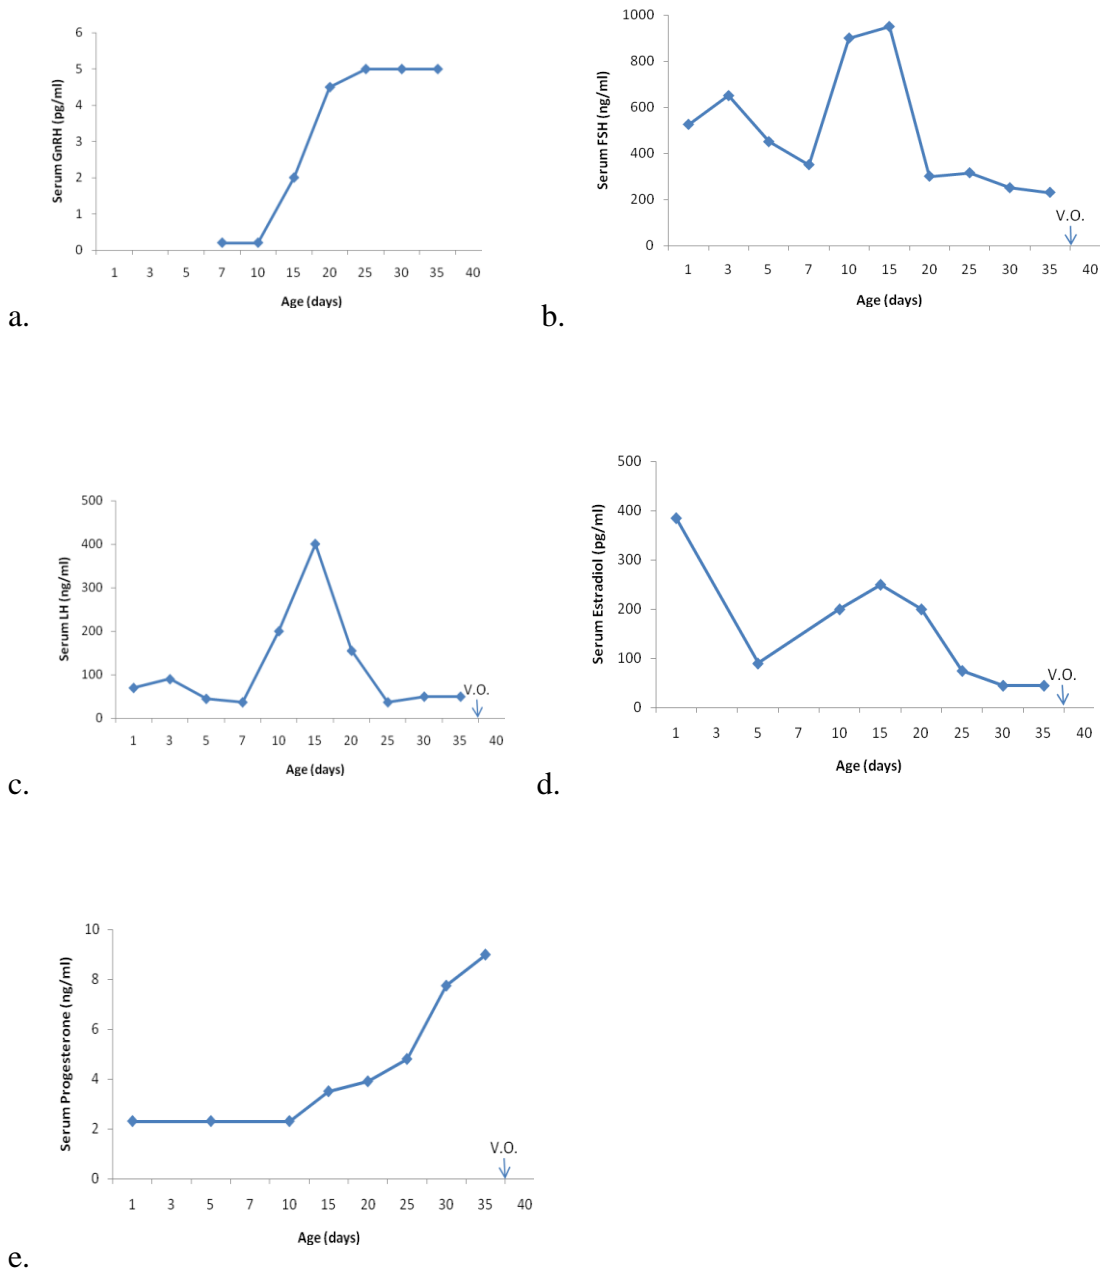 6
5
4
3
2
1
0
Serum GnRH (pg/ml)
1 3 5 7 10 15 20 25 30 35 40
Age (days)
a.
1000
800
600
400
200
0
Serum FSH (ng/ml)
V.O.
1 3 5 7 10 15 20 25 30 35 40
Age (days)
b.
500
400
300
200
100
0
Serum LH (ng/ml)
V.O.
1 3 5 7 10 15 20 25 30 35 40
Age (days)
c.
500
400
300
200
100
0
Serum Estradiol (pg/ml)
V.O.
1 3 5 7 10 15 20 25 30 35 40
Age (days)
d.
10
8
6
4
2
0
Serum Progesterone (ng/ml)
V.O.
1 3 5 7 10 15 20 25 30 35 40
Age (days)
e.